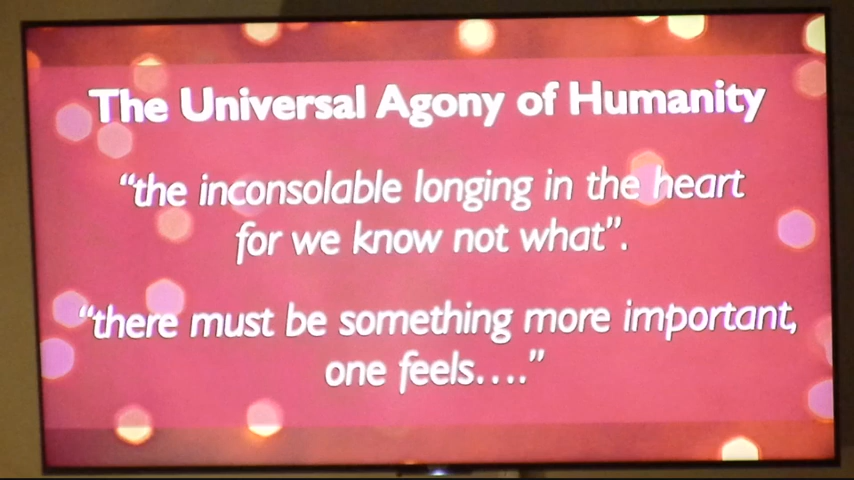 The Universal Agony of Humanity
“the inconsolable longing in the heart
for we know not what”.
“there must be something more important,
one feels....”